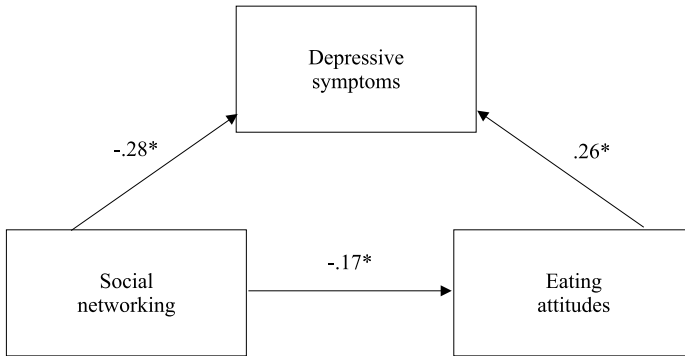 Depressive
symptoms
-.28*
.26*
-.17*
Social
networking
Eating
attitudes